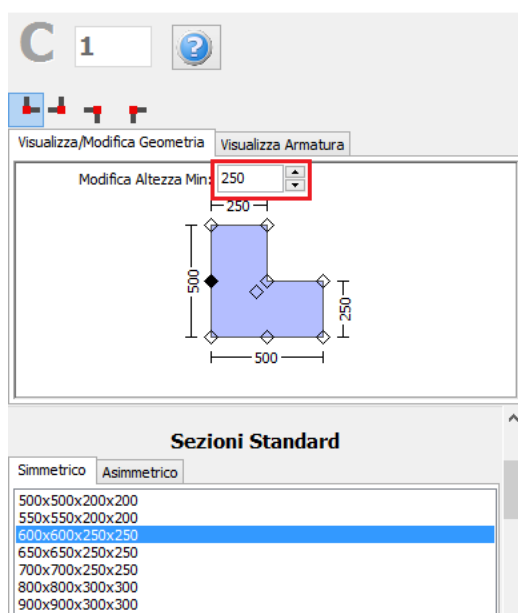 C 1 ?
Visualizza/Modifica Geometria Visualizza Armatura
Modifica Altezza Min: 250
250
500
250
500
Sezioni Standard
Simmetrico Asimmetrico
500x500x200x200
550x550x200x200
600x600x250x250
650x650x250x250
700x700x250x250
800x800x300x300
900x900x300x300